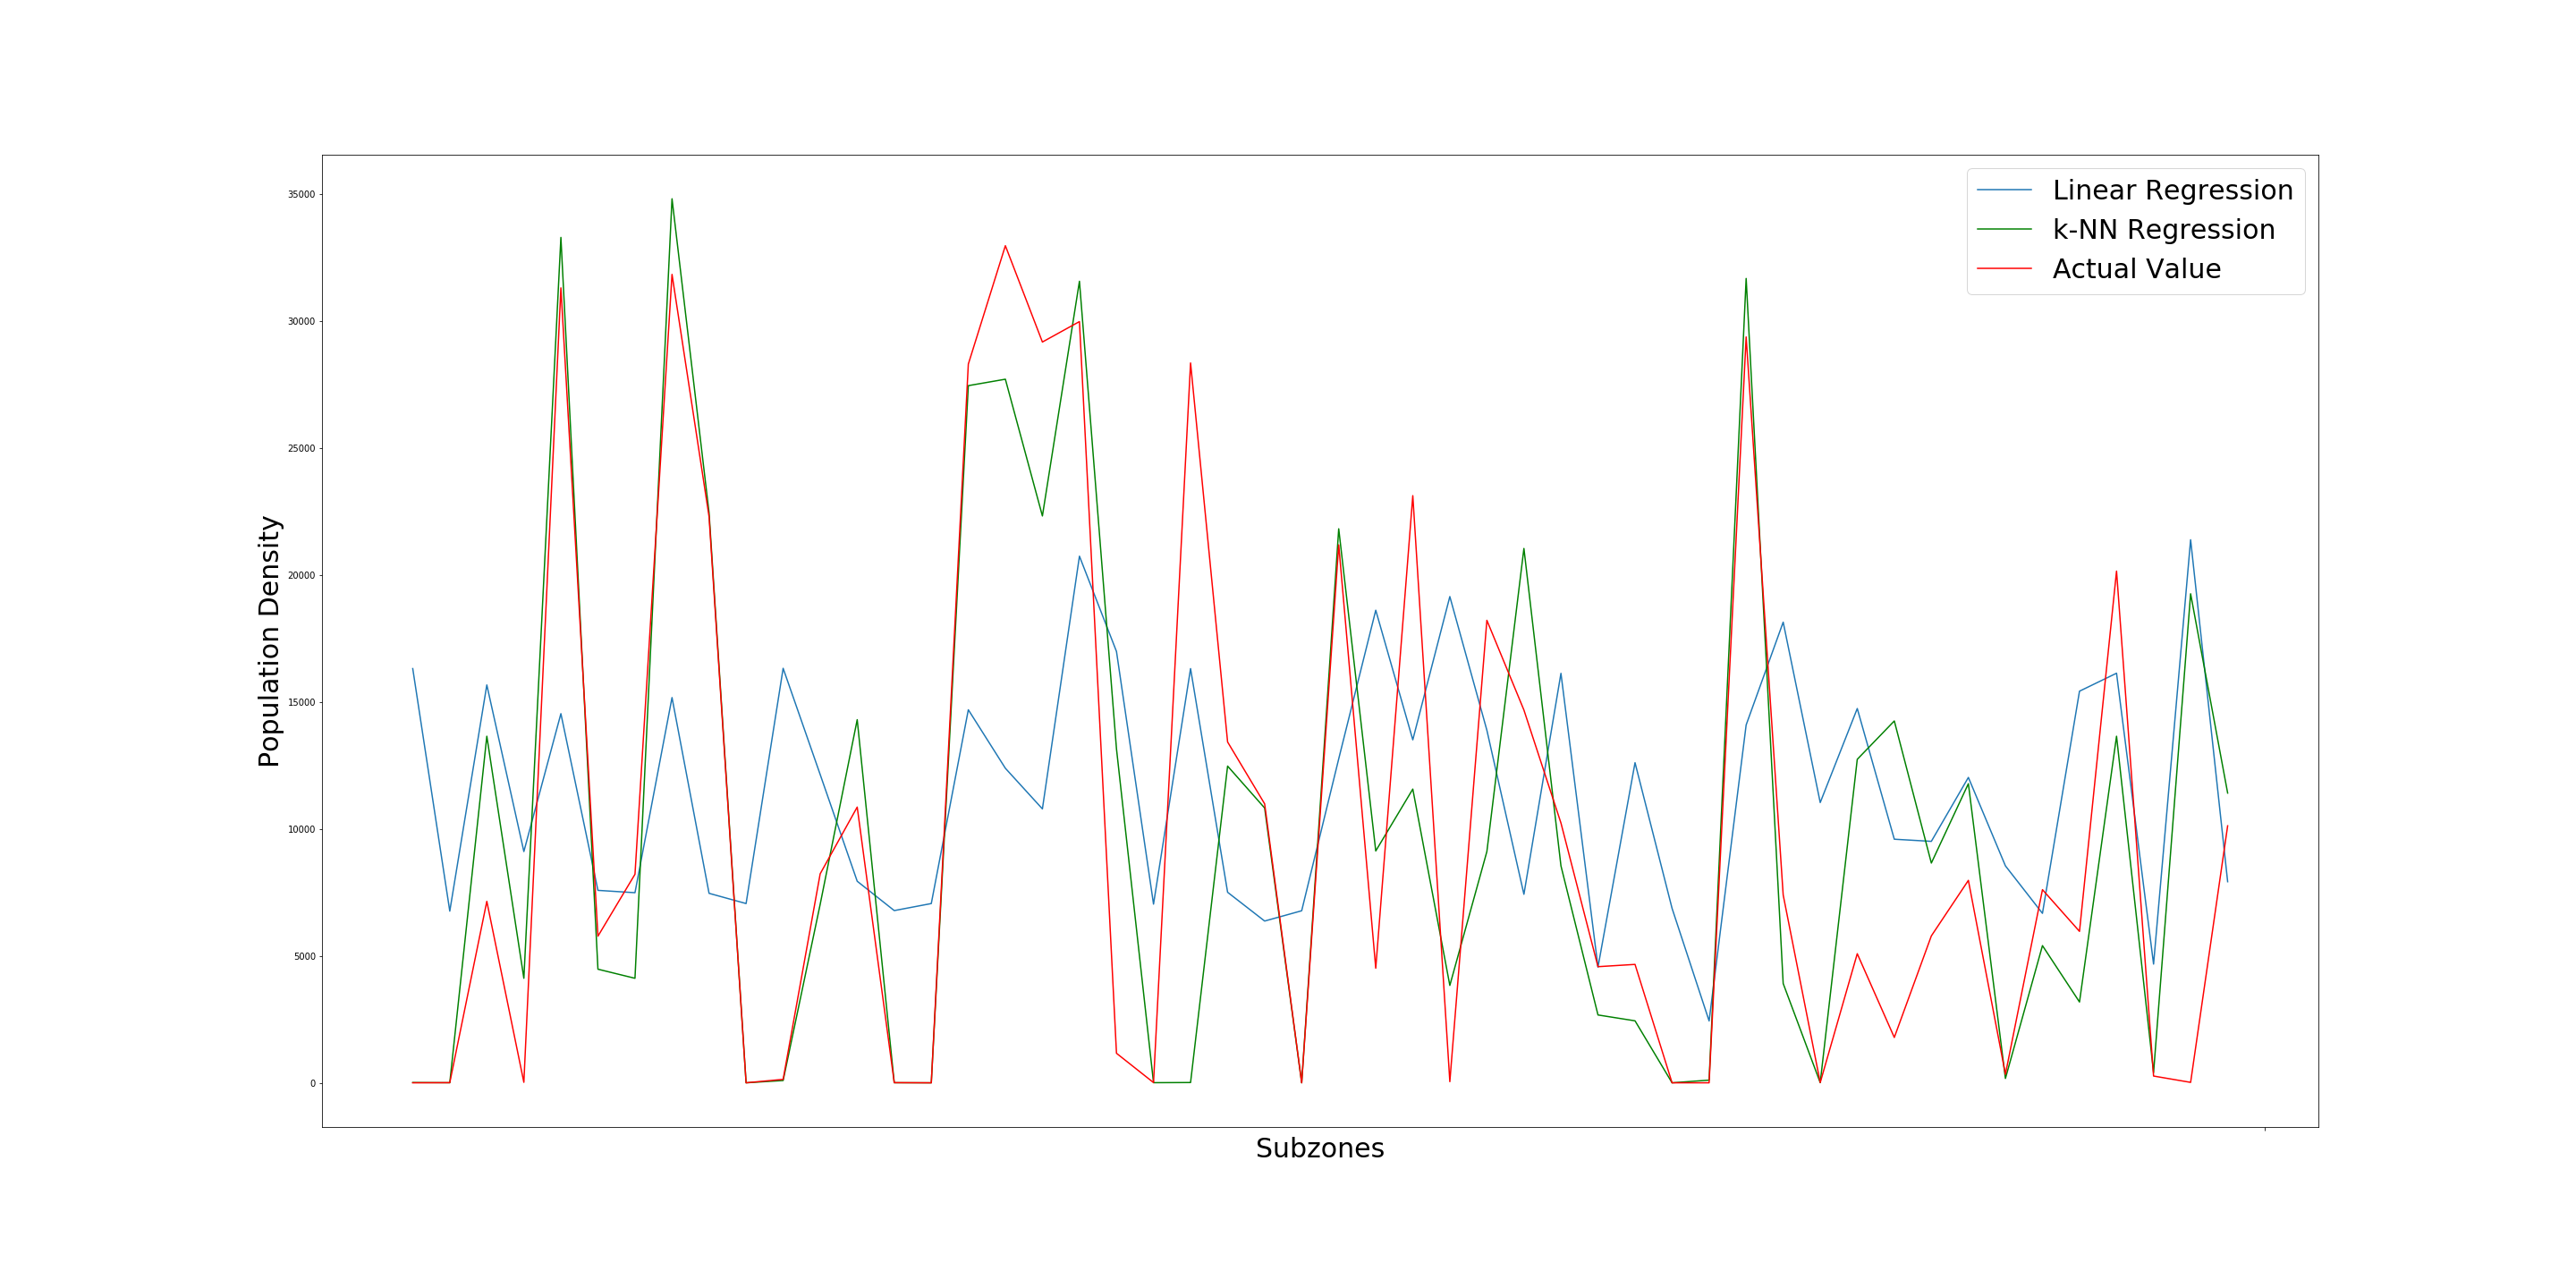 Linear Regression
k-NN Regression
Actual Value
35000
30000
25000
20000
15000
10000
5000
0
Population Density
Subzones